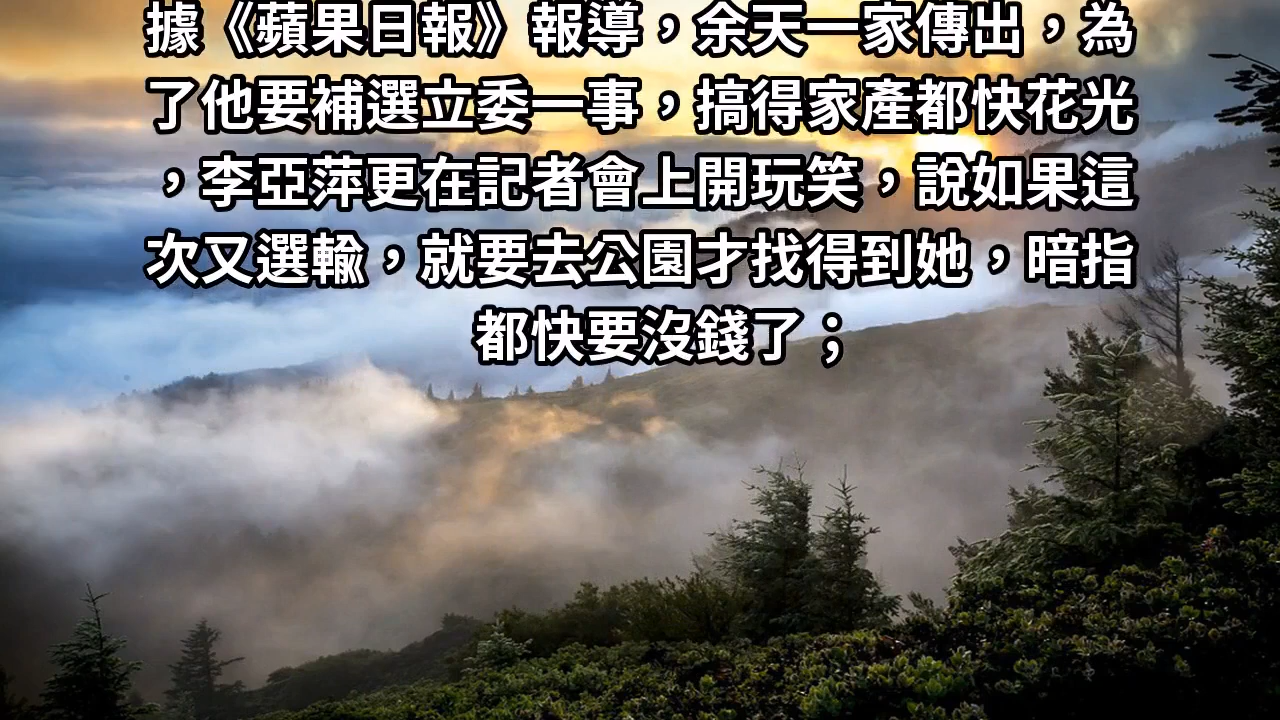 據《蘋果日報》報導，余天一家傳出，為
了他要補選立委一事，搞得家產都快花光
，李亞萍更在記者會上開玩笑，說如果這
次又選輸，就要去公園才找得到她，暗指
都快要沒錢了；